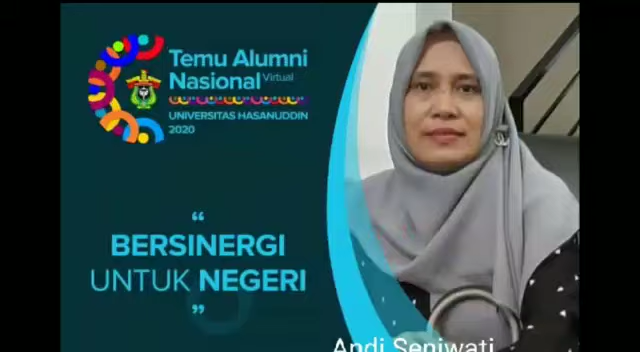 Temu Alumni
Nasional Virtual
UNIVERSITAS HASANUDDIN
2020
“
BERSINERGI
UNTUK NEGERI
”
Andi Seniwati